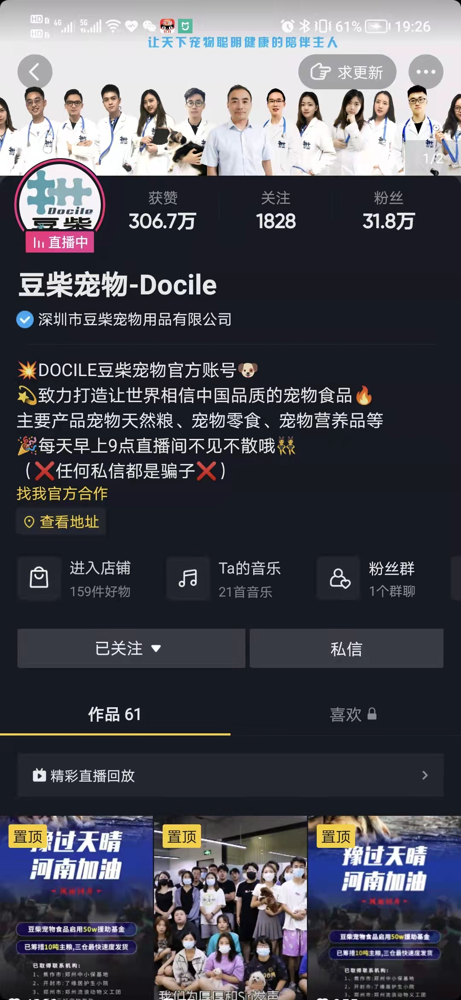 HD 1 4G 5G 天猫 61% 19:26
HD 2
让天下宠物聪明健康的陪伴主人
求更新
1/2
Docile
豆柴
直播中
获赞 关注 粉丝
306.7万 1828 31.8万
豆柴宠物-Docile
深圳市豆柴宠物用品有限公司
💥DOCILE豆柴宠物官方账号🐶
💫致力打造让世界相信中国品质的宠物食品🔥
主要产品宠物天然粮、宠物零食、宠物营养品等
🎉每天早上9点直播间不见不散哦👯
（❌任何私信都是骗子❌）
找我官方合作
查看地址
进入店铺 Ta的音乐 粉丝群
159件好物 21首音乐 1个群聊
已关注 私信
作品 61 喜欢
精彩直播回放
置顶
豫过天晴
河南加油
豆柴宠物食品启用50w援助基金
已筹措10吨主粮,三仓最快速度发货
已取得联系机构:
1、焦作市:郑州中小保基地
2、开封市:了缘居护生小院
3、郑州市:郑州流浪动物义工团
置顶
我们为厚厚和Siri发声
置顶
豫过天晴
河南加油
豆柴宠物食品启用50w援助基金
已筹措10吨主粮,三仓最快速度发货
已取得联系机构:
1、焦作市:郑州中小保基地
2、开封市:了缘居护生小院
3、郑州市:郑州流浪动物义工团